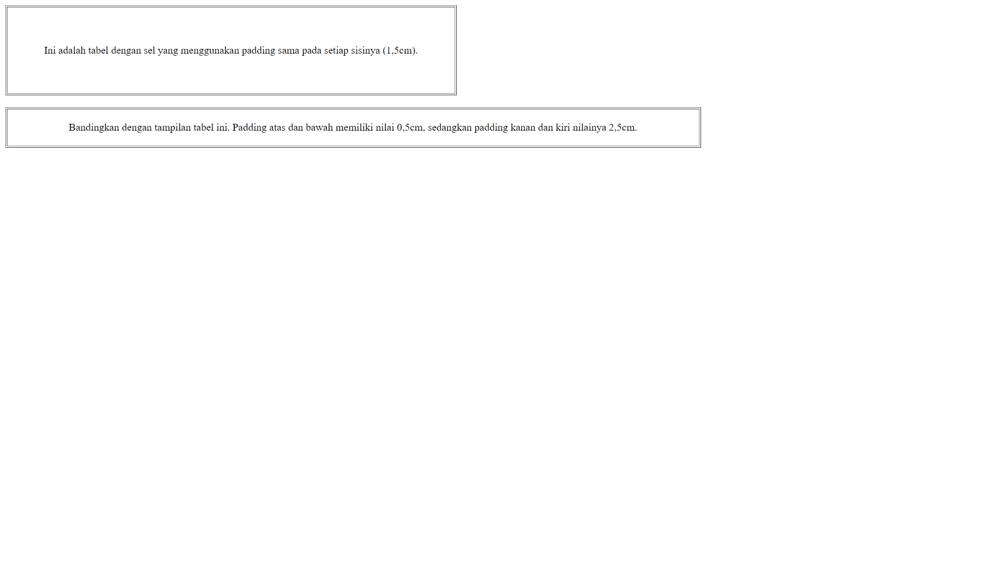 Ini adalah tabel dengan sel yang menggunakan padding sama pada setiap sisinya (1,5cm).
Bandingkan dengan tampilan tabel ini. Padding atas dan bawah memiliki nilai 0,5cm, sedangkan padding kanan dan kiri nilainya 2,5cm.